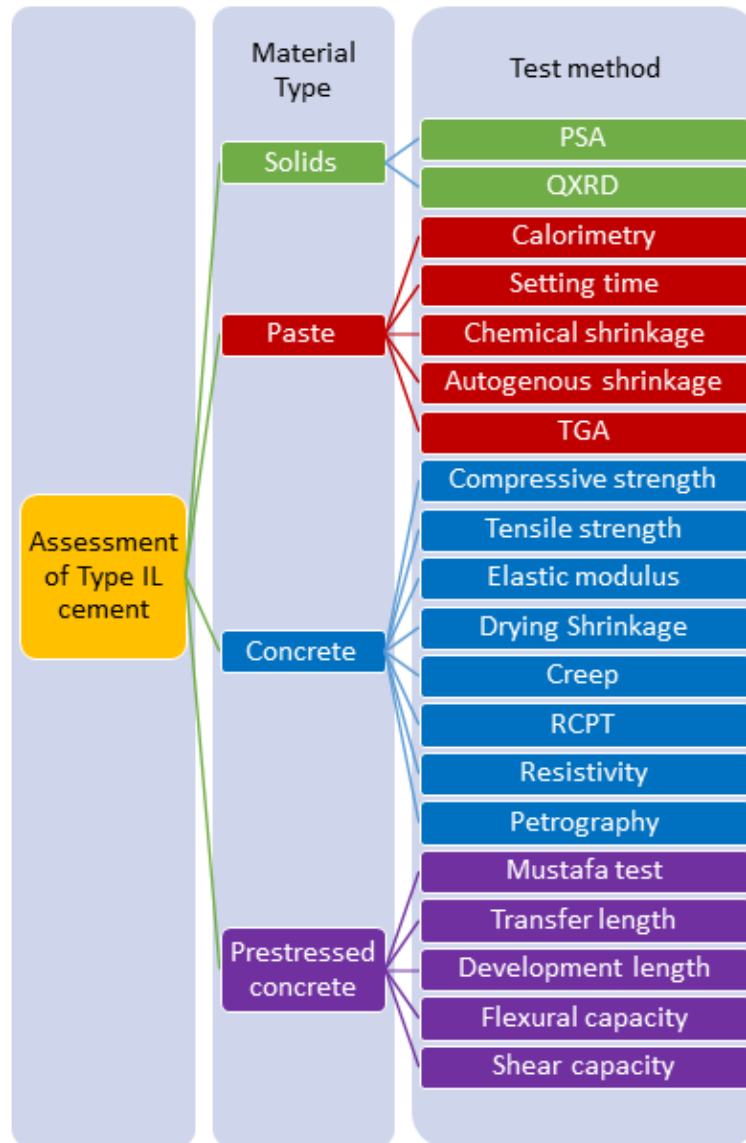 Material
Type
Test method
Solids
PSA
QXRD
Paste
Calorimetry
Setting time
Chemical shrinkage
Autogenous shrinkage
TGA
Assessment
of Type IL
cement
Concrete
Compressive strength
Tensile strength
Elastic modulus
Drying Shrinkage
Creep
RCPT
Resistivity
Petrography
Prestressed
concrete
Mustafa test
Transfer length
Development length
Flexural capacity
Shear capacity